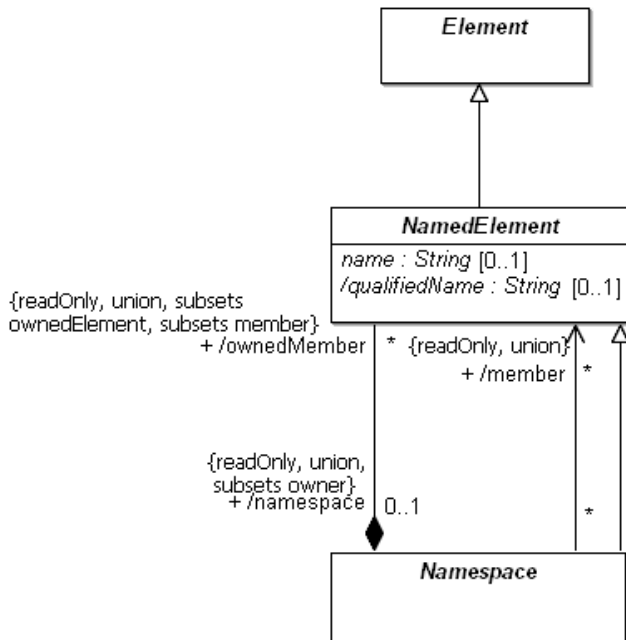 Element
NamedElement
name : String [0..1]
/qualifiedName : String [0..1]
{readOnly, union, subsets
ownedElement, subsets member}
+ /ownedMember
*
{readOnly, union}
+ /member
*
{readOnly, union,
subsets owner}
+ /namespace
0..1
*
Namespace